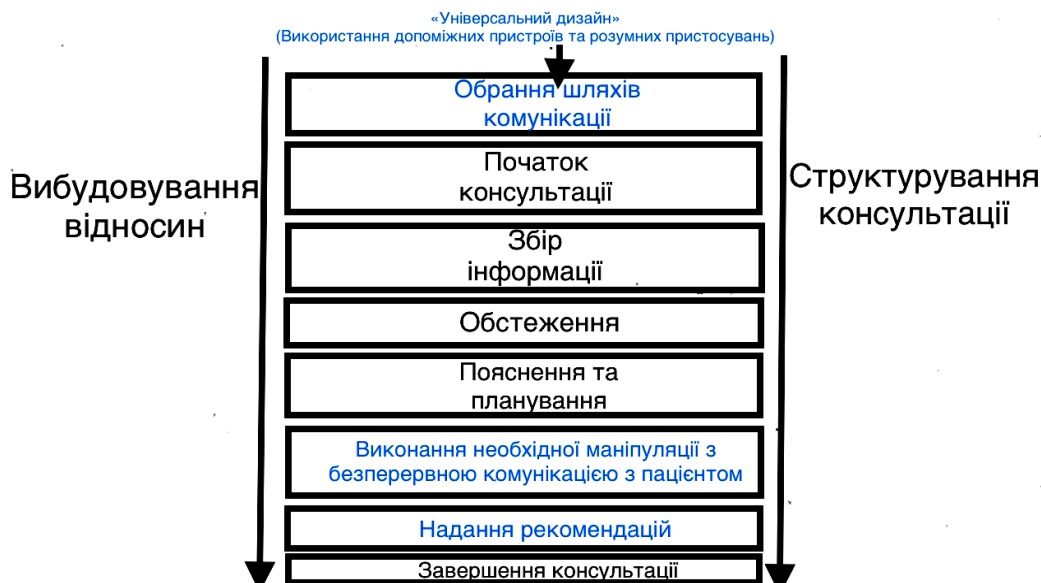 «Універсальний дизайн»
(Використання допоміжних пристроїв та розумних пристосувань)
Обрання шляхів
комунікації
Початок
консультації
Вибудовування
відносин
Структурування
консультації
Збір
інформації
Обстеження
Пояснення та
планування
Виконання необхідної маніпуляції з
безперервною комунікацією з пацієнтом
Надання рекомендацій
Завершення консультації